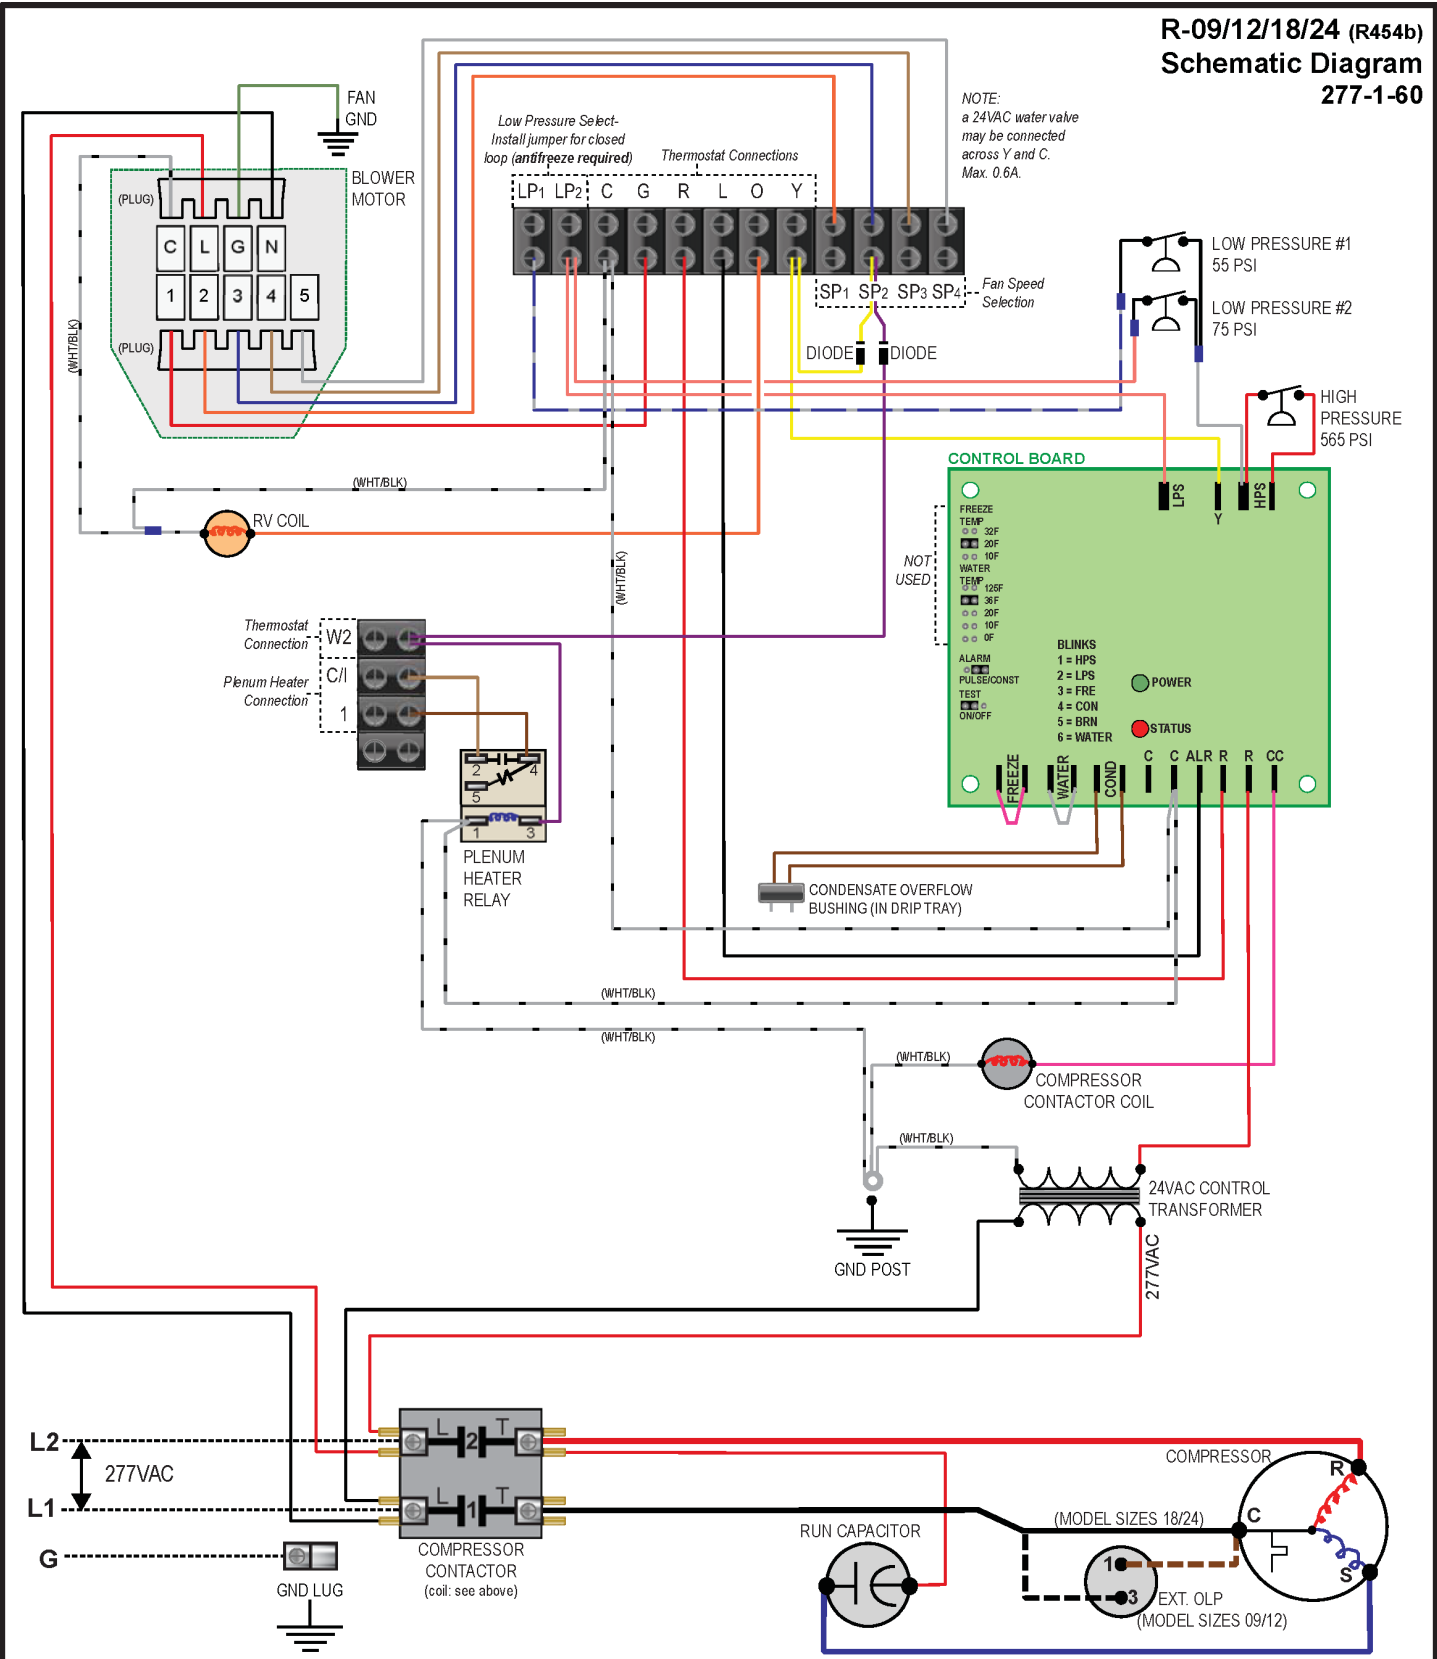 R-09/12/18/24 (R454b)
Schematic Diagram
277-1-60
FAN
GND
BLOWER
MOTOR
(PLUG)
C L G N
1 2 3 4 5
(PLUG)
(WHT/BLK)
Low Pressure Select-
Install jumper for closed
loop (antifreeze required)
Thermostat Connections
LP1 LP2 C G R L O Y
SP1 SP2 SP3 SP4
Fan Speed
Selection
NOTE:
a 24VAC water valve
may be connected
across Y and C.
Max. 0.6A.
LOW PRESSURE #1
55 PSI
LOW PRESSURE #2
75 PSI
DIODE
DIODE
HIGH
PRESSURE
565 PSI
(WHT/BLK)
RV COIL
(WHT/BLK)
CONTROL BOARD
LPS
Y
HPS
FREEZE
TEMP
32F
20F
10F
WATER
TEMP
125F
36F
20F
10F
0F
NOT
USED
ALARM
PULSE/CONST
TEST
ON/OFF
BLINKS
1 = HPS
2 = LPS
3 = FRE
4 = CON
5 = BRN
6 = WATER
POWER
STATUS
FREEZE
WATER
COND
C C ALR R R CC
Thermostat
Connection
W2
Plenum Heater
Connection
C/I
1
2 4
5
1 3
PLENUM
HEATER
RELAY
CONDENSATE OVERFLOW
BUSHING (IN DRIP TRAY)
(WHT/BLK)
(WHT/BLK)
(WHT/BLK)
COMPRESSOR
CONTACTOR COIL
(WHT/BLK)
24VAC CONTROL
TRANSFORMER
277VAC
GND POST
L2
277VAC
L1
G
L 2 T
L 1 T
COMPRESSOR
CONTACTOR
(coil: see above)
GND LUG
RUN CAPACITOR
COMPRESSOR
R
C
S
(MODEL SIZES 18/24)
1
3
EXT. OLP
(MODEL SIZES 09/12)